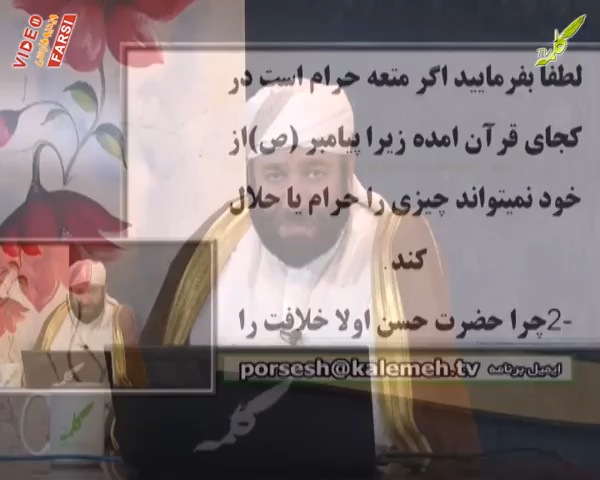 VIDEO
FARSI
TV
لطفا بفرمایید اگر متعه حرام است در
کجای قرآن امده زیرا پیامبر (ص)از
خود نمیتواند چیزی را حرام یا حلال
کند.
-2چرا حضرت حسن اولا خلافت را
ایمیل برنامه porsesh@kalemeh.tv